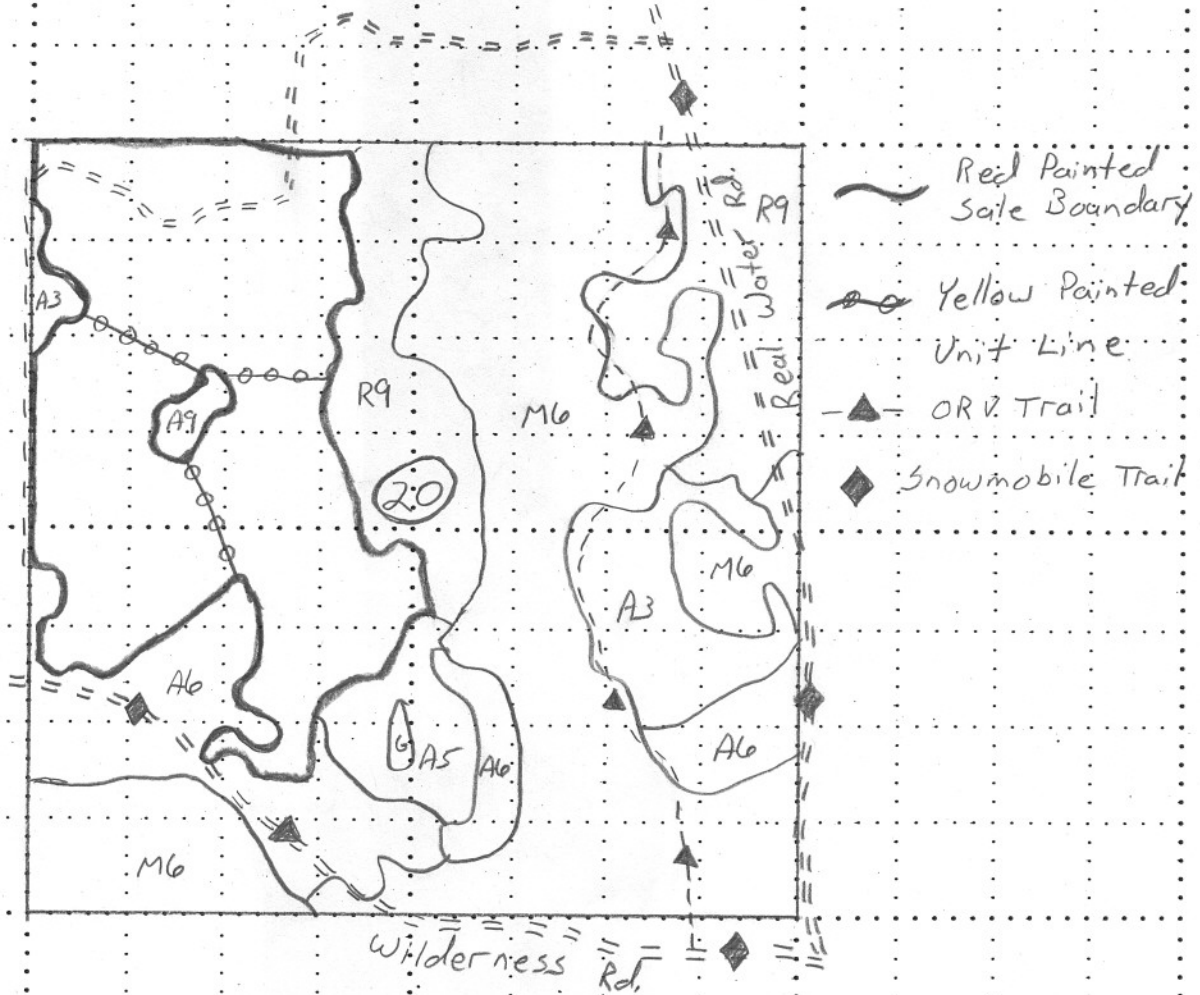 Red Painted
Sale Boundary
Yellow Painted
Unit Line
ORV. Trail
Snowmobile Trail
Real Water Rd.
R9
A3
A9
R9
M6
20
M6
A3
A6
A6
G
A5
A6
M6
Wilderness Rd.